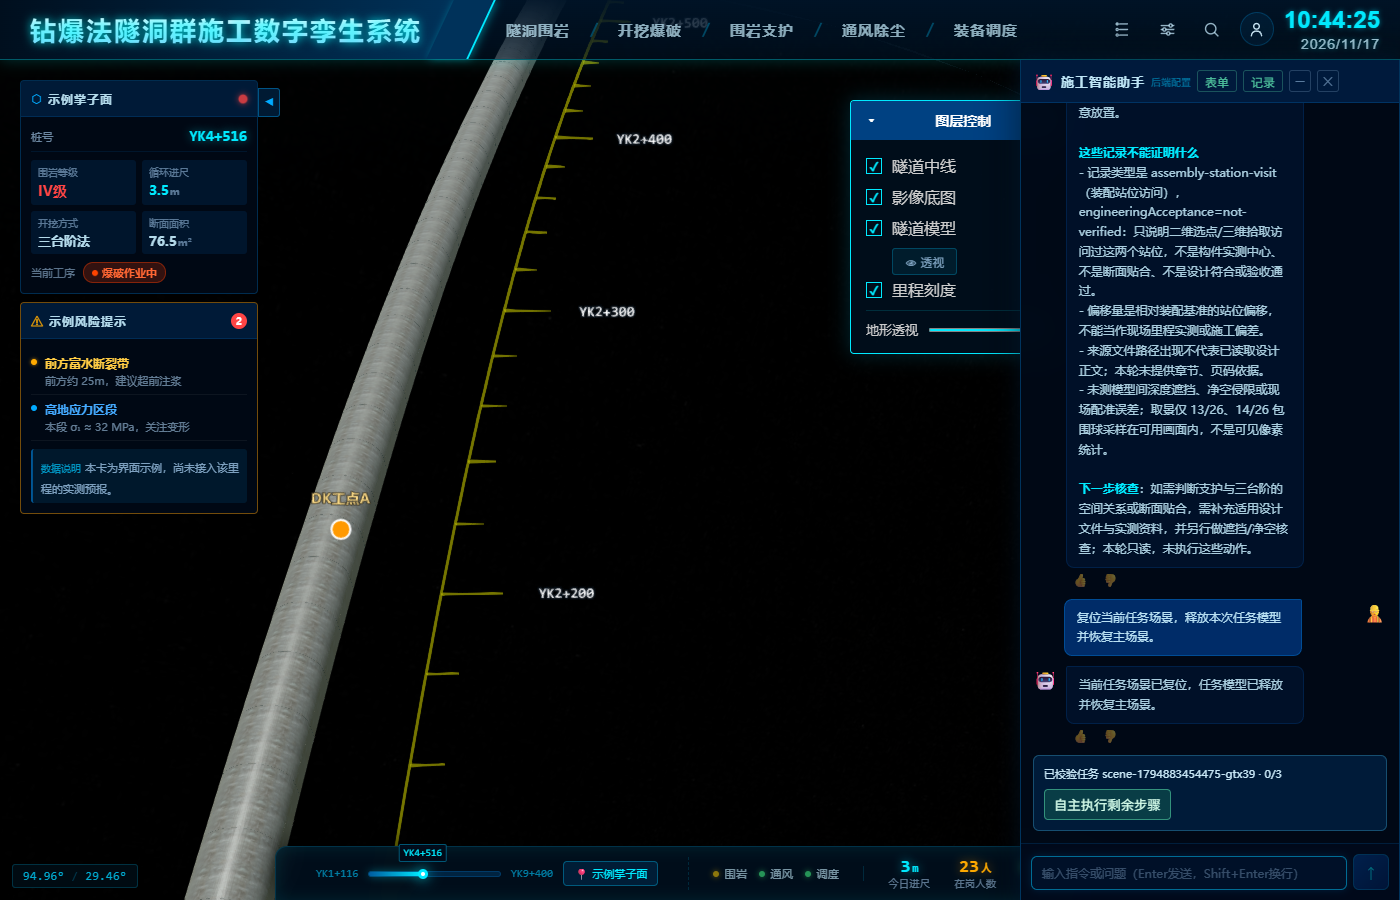 钻爆法隧洞群施工数字孪生系统
隧洞围岩 / 开挖爆破 / 围岩支护 / 通风除尘 / 装备调度
10:44:25
2026/11/17
示例掌子面
桩号 YK4+516
围岩等级 循环进尺
IV级 3.5m
开挖方式 断面面积
三台阶法 76.5m²
当前工序 爆破作业中
示例风险提示 2
前方富水断裂带
前方约 25m，建议超前注浆
高地应力区段
本段 σ₁ ≈ 32 MPa，关注变形
数据说明 本卡为界面示例，尚未接入该里
程的实测预报。
YK2+500
YK2+400
YK2+300
YK2+200
DK工点A
图层控制
隧道中线
影像底图
隧道模型
透视
里程刻度
地形透视
施工智能助手 后端配置 表单 记录
意放置。
这些记录不能证明什么
- 记录类型是 assembly-station-visit
（装配站位访问），
engineeringAcceptance=not-
verified：只说明二维选点/三维拾取访
问过这两个站位，不是构件实测中心、
不是断面贴合、不是设计符合或验收通
过。
- 偏移量是相对装配基准的站位偏移，
不能当作现场里程实测或施工偏差。
- 来源文件路径出现不代表已读取设计
正文；本轮未提供章节、页码依据。
- 未测模型间深度遮挡、净空侵限或现
场配准误差；取景仅 13/26、14/26 包
围球采样在可用画面内，不是可见像素
统计。
下一步核查：如需判断支护与三台阶的
空间关系或断面贴合，需补充适用设计
文件与实测资料，并另行做遮挡/净空核
查；本轮只读，未执行这些动作。
复位当前任务场景，释放本次任务模型
并恢复主场景。
当前任务场景已复位，任务模型已释放
并恢复主场景。
已校验任务 scene-1794883454475-gtx39 · 0/3
自主执行剩余步骤
输入指令或问题（Enter发送，Shift+Enter换行）
94.96° / 29.46°
YK4+516
YK1+116 YK9+400 示例掌子面
围岩 通风 调度
3m
今日进尺
23人
在岗人数